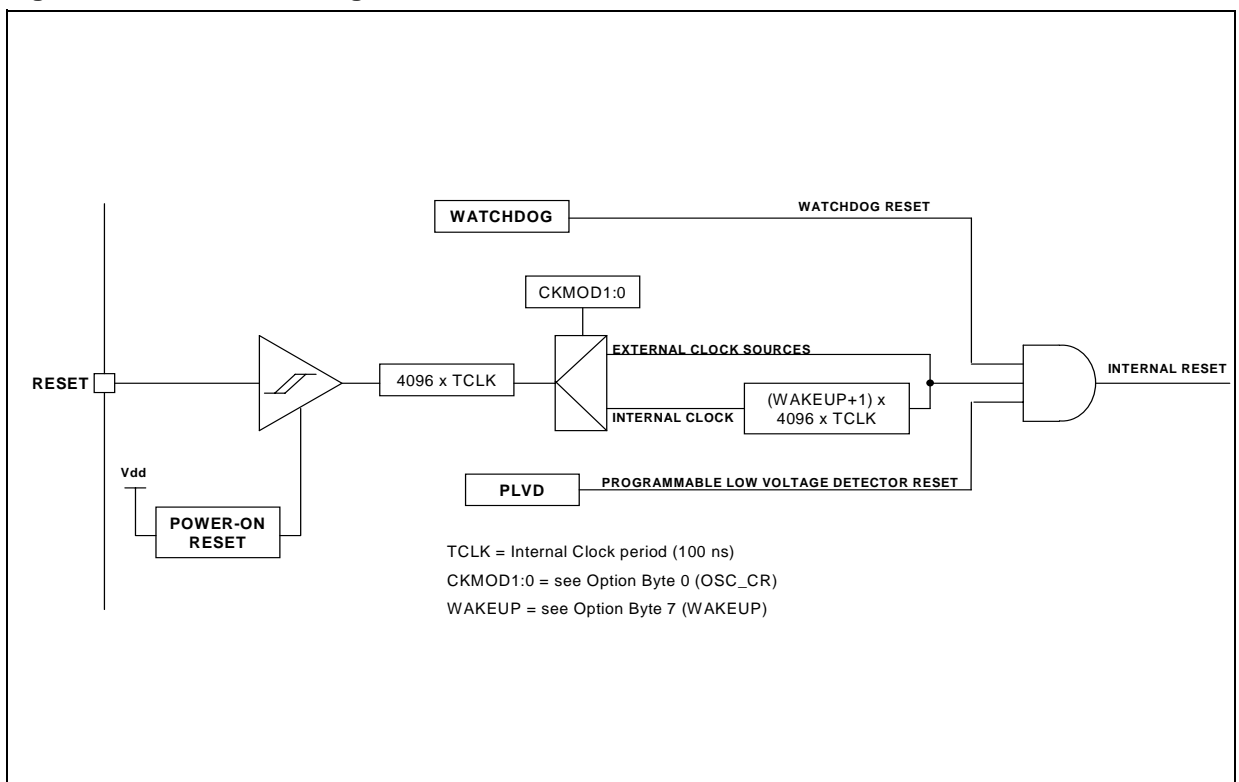 WATCHDOG
WATCHDOG RESET
CKMOD1:0
EXTERNAL CLOCK SOURCES
RESET
4096 x TCLK
INTERNAL RESET
(WAKEUP+1) x
4096 x TCLK
INTERNAL CLOCK
Vdd
PLVD
PROGRAMMABLE LOW VOLTAGE DETECTOR RESET
POWER-ON
RESET
TCLK = Internal Clock period (100 ns)
CKMOD1:0 = see Option Byte 0 (OSC_CR)
WAKEUP = see Option Byte 7 (WAKEUP)